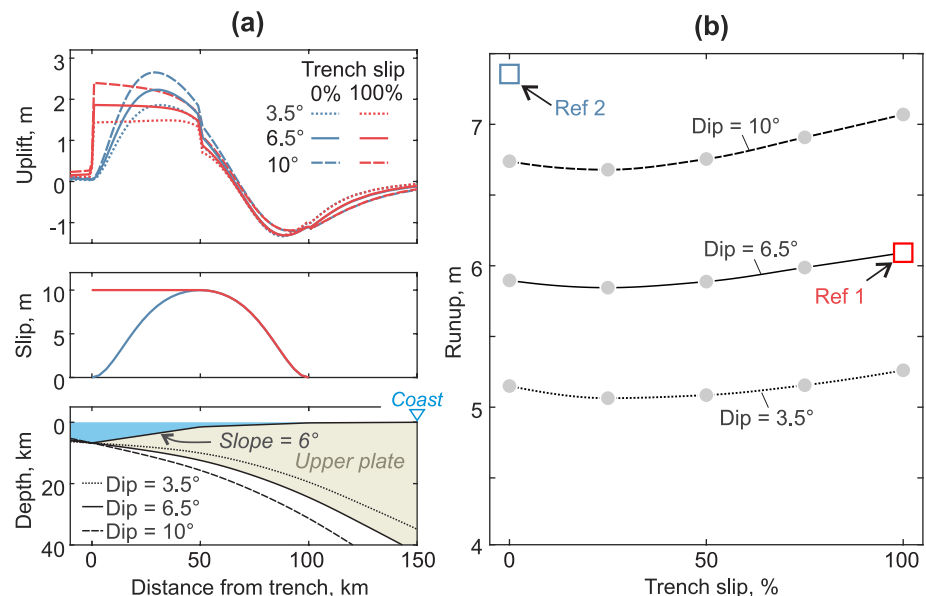 (a)
Uplift, m
3
2
1
0
-1
Trench slip
0% 100%
3.5°
6.5°
10°
Slip, m
10
5
0
Depth, km
0
20
40
Coast
Slope = 6°
Upper plate
Dip = 3.5°
Dip = 6.5°
Dip = 10°
0 50 100 150
Distance from trench, km
(b)
Runup, m
7
6
5
4
Ref 2
Dip = 10°
Dip = 6.5°
Ref 1
Dip = 3.5°
0 50 100
Trench slip, %